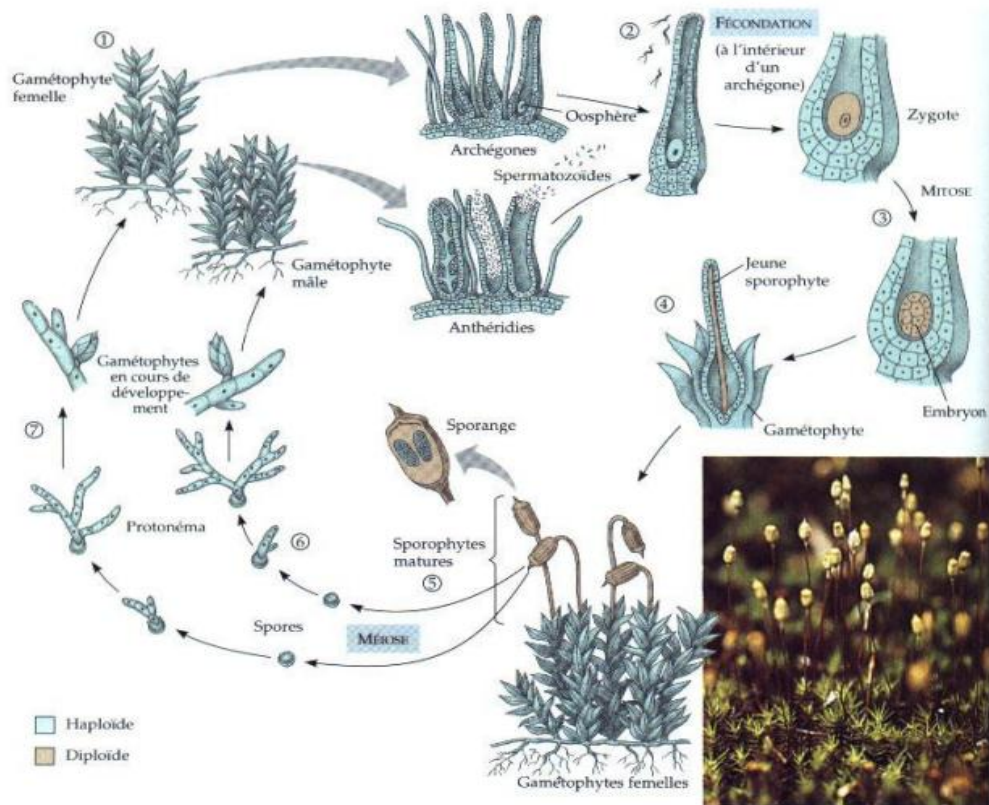 ①
Gamétophyte
femelle
Gamétophyte
mâle
Oosphère
Archégones
Spermatozoïdes
Anthéridies
②
FÉCONDATION
(à l'intérieur
d'un
archégone)
Zygote
MITOSE
③
Embryon
④
Jeune
sporophyte
Gamétophyte
Sporange
Sporophytes
matures
⑤
Gamétophytes femelles
MÉIOSE
Spores
⑥
Protonéma
⑦
Gamétophytes
en cours de
développe-
ment
Haploïde
Diploïde